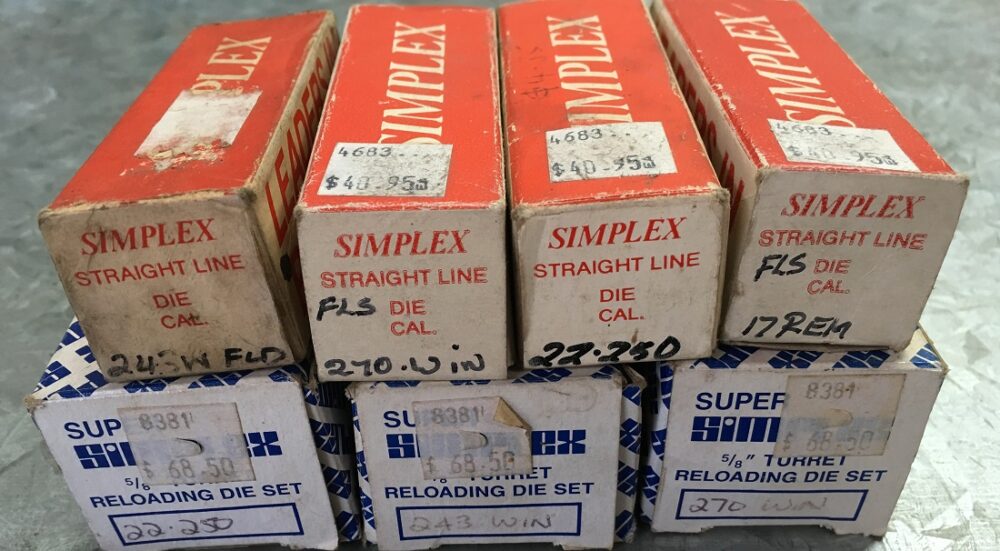 SIMPLEX
SIMPLEX
SIMPLEX
4683
$40.95
4683
$40.95
4683
$40.95
SIMPLEX
STRAIGHT LINE
DIE
CAL.
243W FLD
SIMPLEX
STRAIGHT LINE
FLS DIE
CAL.
270.WIN
SIMPLEX
STRAIGHT LINE
DIE
CAL.
22.250
SIMPLEX
STRAIGHT LINE
FLS DIE
CAL.
17 REM
8381
$68.50
5/8"
RELOADING DIE SET
22.250
8381
$68.50
RELOADING DIE SET
243 WIN
SUPER
8381
$68.50
5/8" TURRET
RELOADING DIE SET
270 WIN